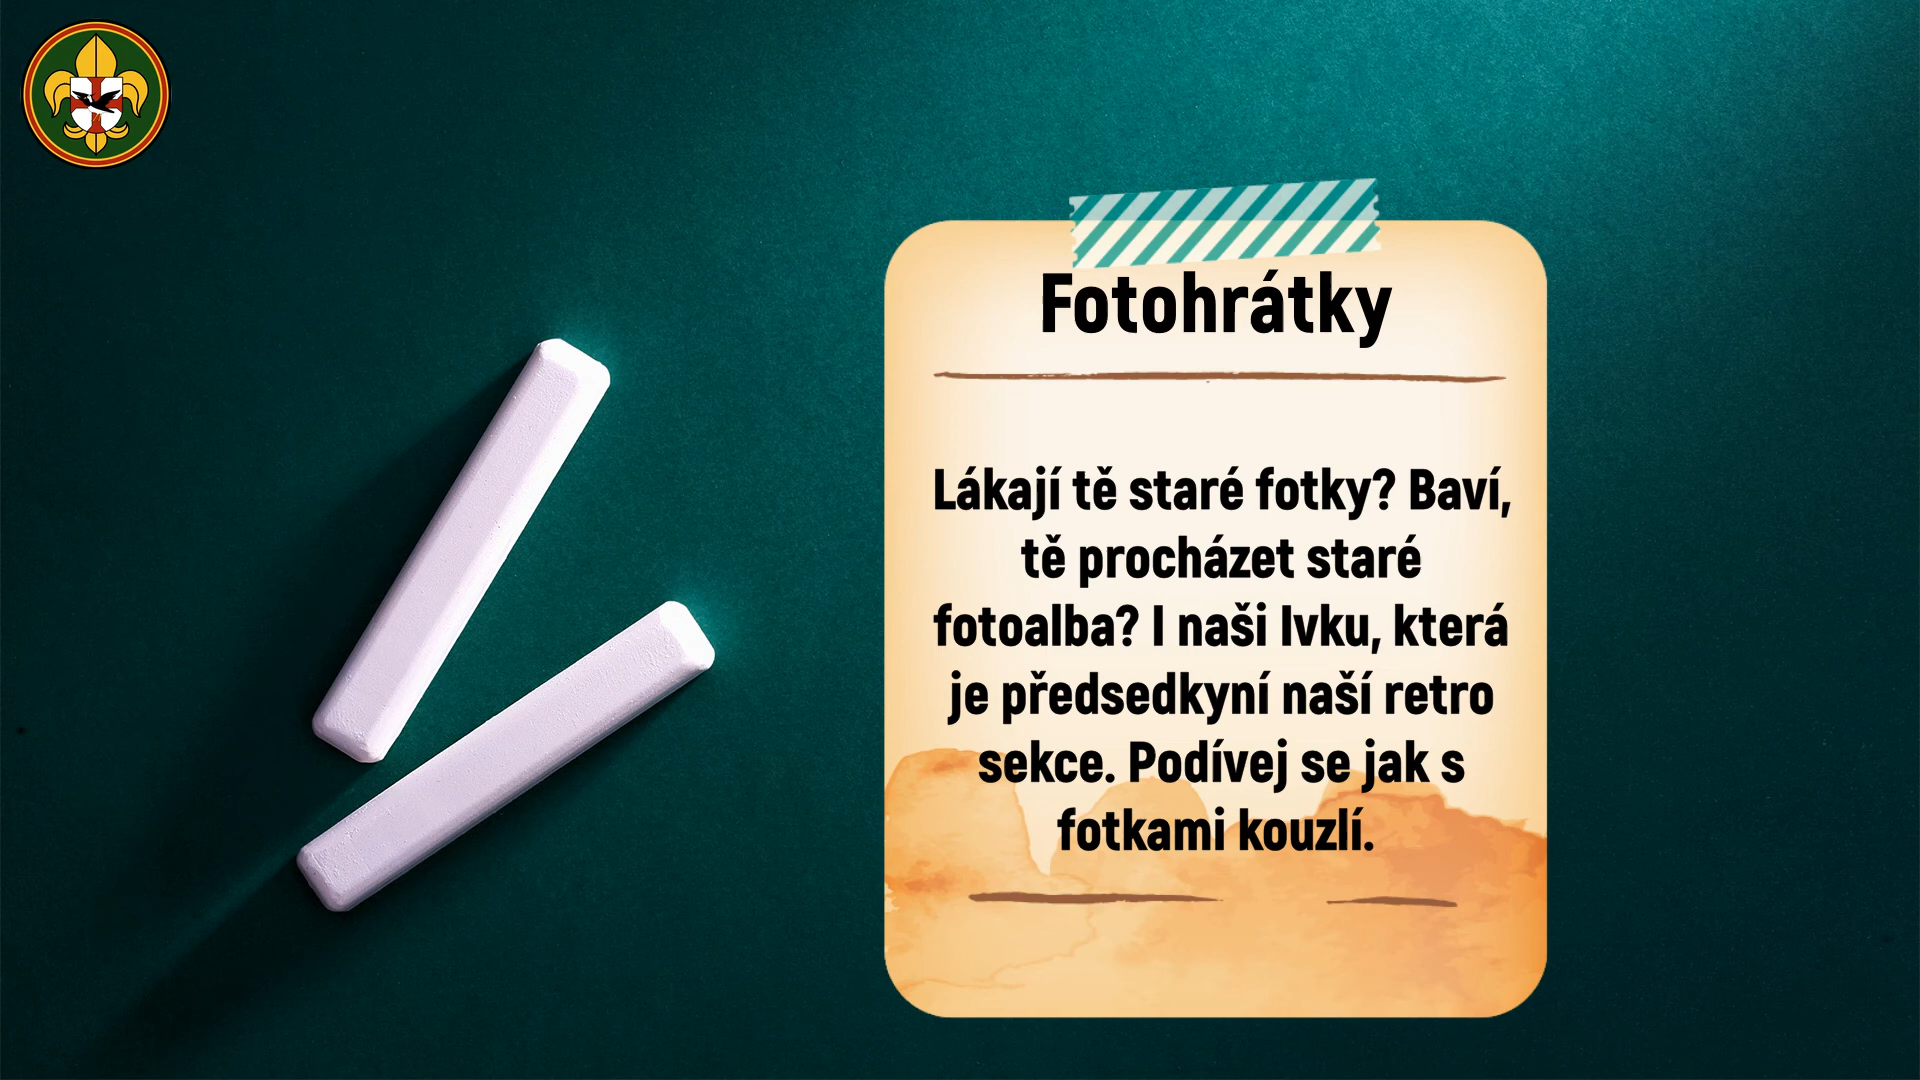 Fotohrátky
Lákají tě staré fotky? Baví,
tě procházet staré
fotoalba? I naši Ivku, která
je předsedkyní naší retro
sekce. Podívej se jak s
fotkami kouzlí.